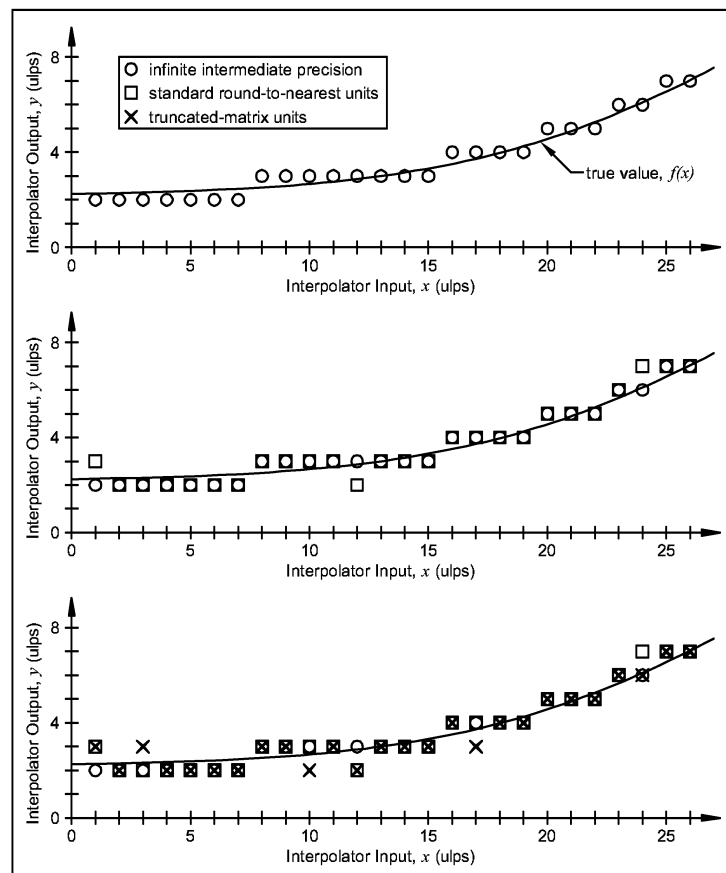 8
infinite intermediate precision
standard round-to-nearest units
truncated-matrix units
4
true value, f(x)
0
0 5 10 15 20 25
Interpolator Output, y (ulps)
Interpolator Input, x (ulps)
8
4
0
0 5 10 15 20 25
Interpolator Output, y (ulps)
Interpolator Input, x (ulps)
8
4
0
0 5 10 15 20 25
Interpolator Output, y (ulps)
Interpolator Input, x (ulps)